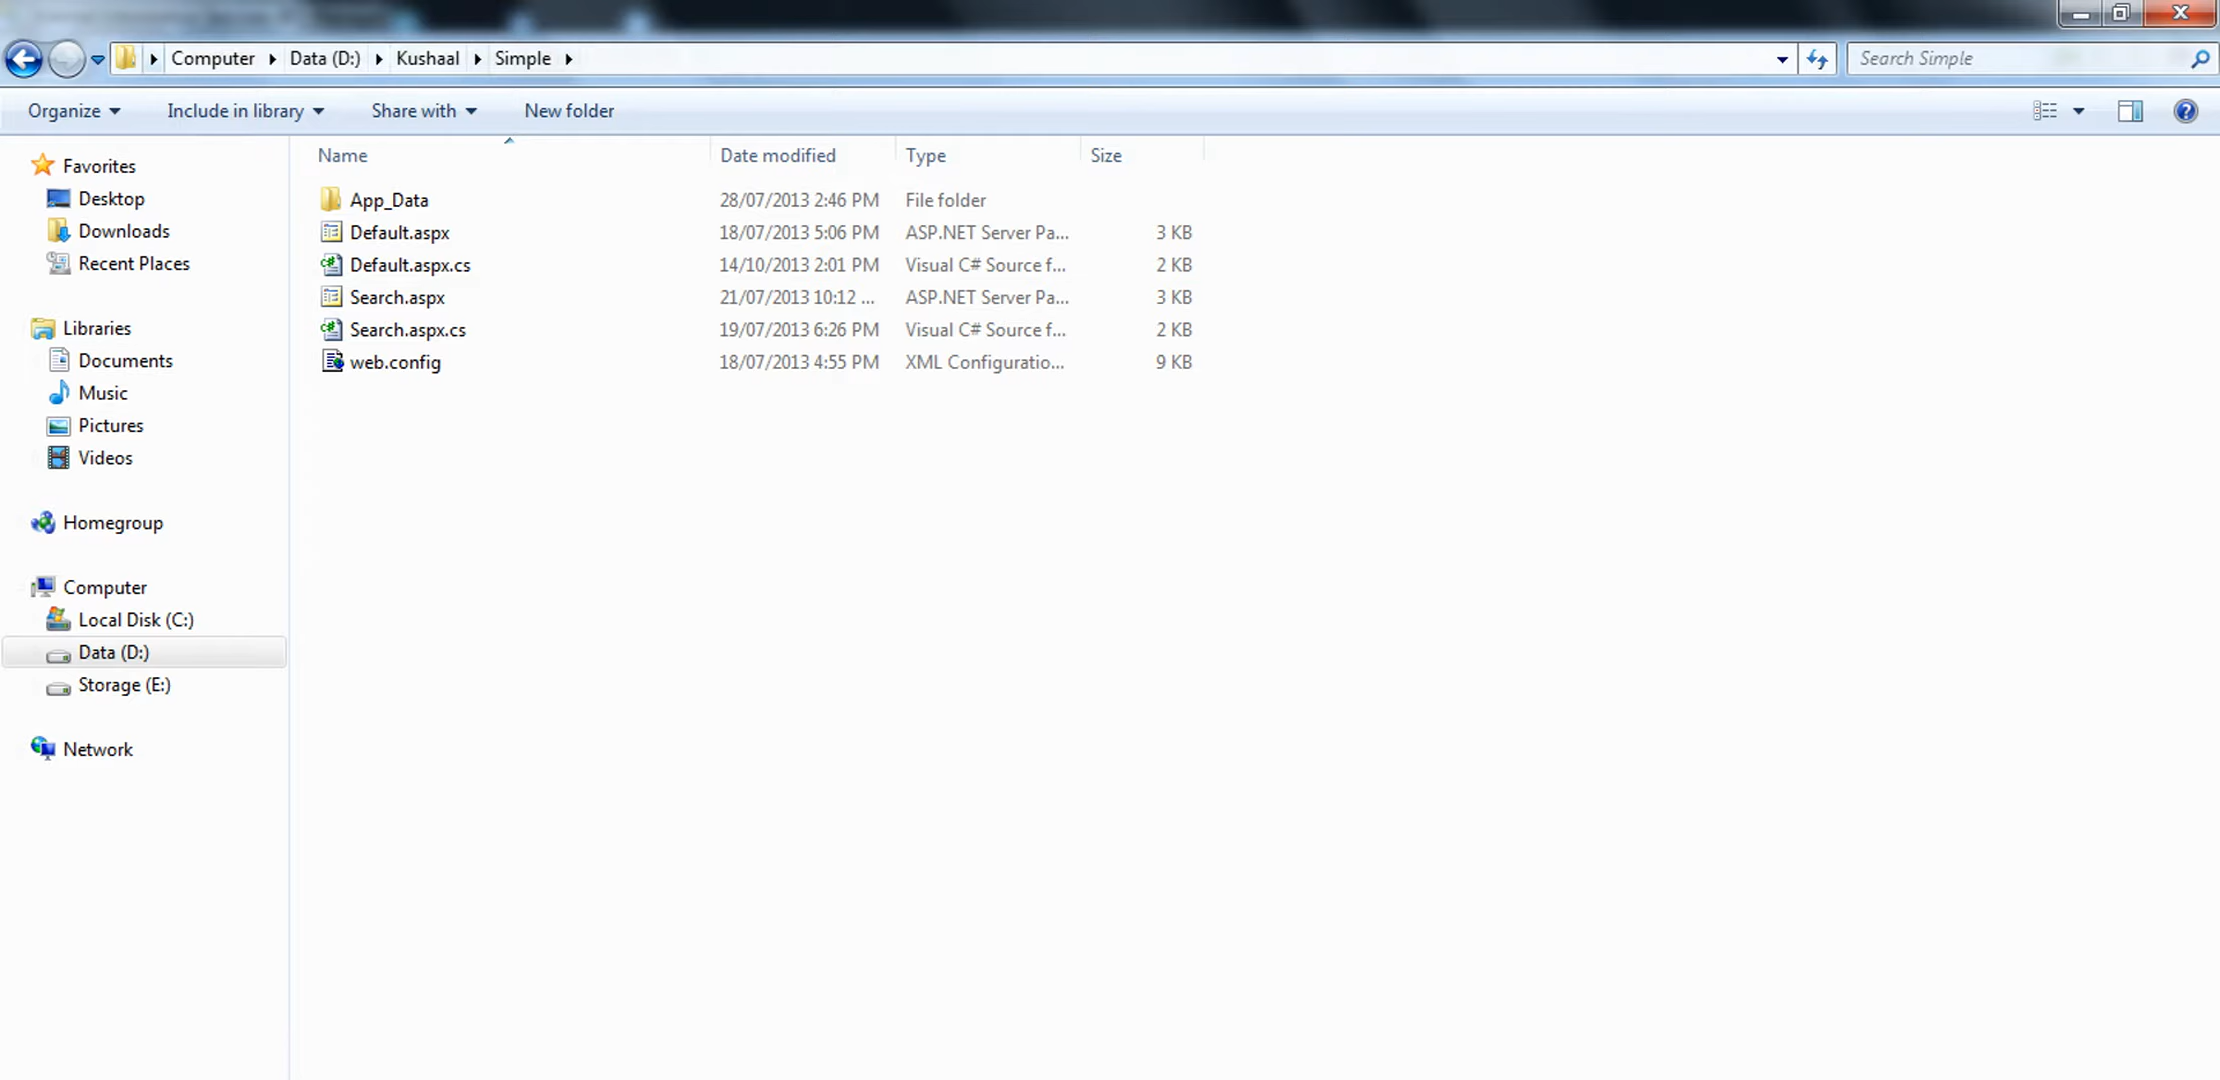 Computer Data (D:) Kushaal Simple Search Simple
Organize Include in library Share with New folder
Favorites
Desktop
Downloads
Recent Places
Libraries
Documents
Music
Pictures
Videos
Homegroup
Computer
Local Disk (C:)
Data (D:)
Storage (E:)
Network
Name Date modified Type Size
App_Data 28/07/2013 2:46 PM File folder
Default.aspx 18/07/2013 5:06 PM ASP.NET Server Pa... 3 KB
Default.aspx.cs 14/10/2013 2:01 PM Visual C# Source f... 2 KB
Search.aspx 21/07/2013 10:12 ... ASP.NET Server Pa... 3 KB
Search.aspx.cs 19/07/2013 6:26 PM Visual C# Source f... 2 KB
web.config 18/07/2013 4:55 PM XML Configuratio... 9 KB